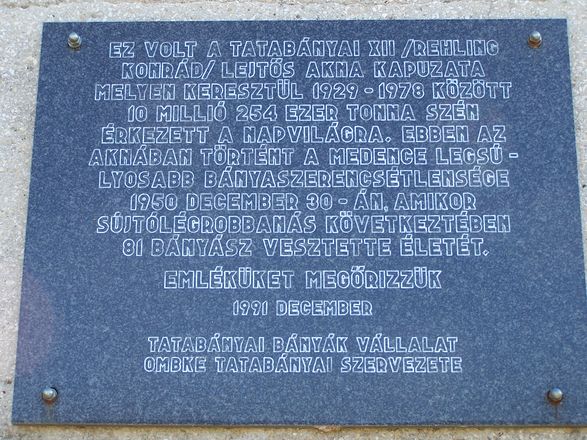 EZ VOLT A TATABÁNYAI XII /REHLING
KONRÁD/ LEJTŐS AKNA KAPUZATA
MELYEN KERESZTÜL 1929 - 1978 KÖZÖTT
10 MILLIÓ 254 EZER TONNA SZÉN
ÉRKEZETT A NAPVILÁGRA. EBBEN AZ
AKNÁBAN TÖRTÉNT A MEDENCE LEGSÚ -
LYOSABB BÁNYASZERENCSÉTLENSÉGE
1950 DECEMBER 30 - ÁN, AMIKOR
SÚJTÓLÉGROBBANÁS KÖVETKEZTÉBEN
81 BÁNYÁSZ VESZTETTE ÉLETÉT.
EMLÉKÜKET MEGŐRIZZÜK
1991 DECEMBER
TATABÁNYAI BÁNYÁK VÁLLALAT
OMBKE TATABÁNYAI SZERVEZETE